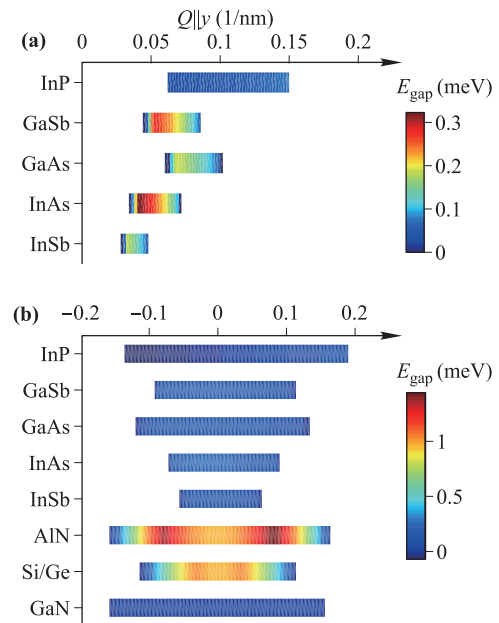 Q||y (1/nm)
(a)
0 0.05 0.1 0.15 0.2
InP
GaSb
GaAs
InAs
InSb
E_gap (meV)
0.3
0.2
0.1
0
(b)
−0.2 −0.1 0 0.1 0.2
InP
GaSb
GaAs
InAs
InSb
AlN
Si/Ge
GaN
E_gap (meV)
1
0.5
0